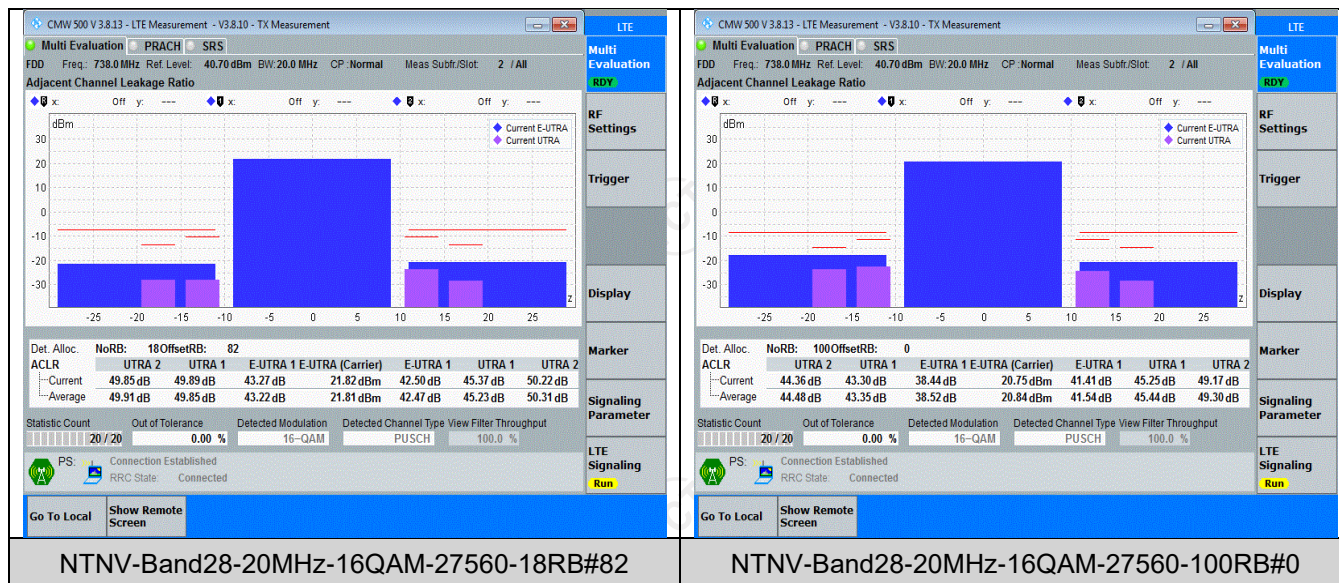 CMW 500 V 3.8.13 - LTE Measurement - V3.8.10 - TX Measurement
LTE
Multi Evaluation PRACH SRS
Multi Evaluation
RDY
FDD Freq.: 738.0 MHz Ref. Level: 40.70 dBm BW: 20.0 MHz CP : Normal Meas Subfr./Slot: 2 / All
Adjacent Channel Leakage Ratio
x: Off y: --- x: Off y: --- x: Off y: ---
dBm
Current E-UTRA
Current UTRA
30
20
10
0
-10
-20
-30
-25 -20 -15 -10 -5 0 5 10 15 20 25
z
RF Settings
Trigger
Display
Marker
Signaling Parameter
LTE Signaling
Run
Det. Alloc. NoRB: 18 OffsetRB: 82
ACLR UTRA 2 UTRA 1 E-UTRA 1 E-UTRA (Carrier) E-UTRA 1 UTRA 1 UTRA 2
Current 49.85 dB 49.89 dB 43.27 dB 21.82 dBm 42.50 dB 45.37 dB 50.22 dB
Average 49.91 dB 49.85 dB 43.22 dB 21.81 dBm 42.47 dB 45.23 dB 50.31 dB
Statistic Count Out of Tolerance Detected Modulation Detected Channel Type View Filter Throughput
20 / 20 0.00 % 16-QAM PUSCH 100.0 %
PS: Connection Established
RRC State: Connected
Go To Local Show Remote Screen
NTNV-Band28-20MHz-16QAM-27560-18RB#82
CMW 500 V 3.8.13 - LTE Measurement - V3.8.10 - TX Measurement
LTE
Multi Evaluation PRACH SRS
Multi Evaluation
RDY
FDD Freq.: 738.0 MHz Ref. Level: 40.70 dBm BW: 20.0 MHz CP : Normal Meas Subfr./Slot: 2 / All
Adjacent Channel Leakage Ratio
x: Off y: --- x: Off y: --- x: Off y: ---
dBm
Current E-UTRA
Current UTRA
30
20
10
0
-10
-20
-30
-25 -20 -15 -10 -5 0 5 10 15 20 25
z
RF Settings
Trigger
Display
Marker
Signaling Parameter
LTE Signaling
Run
Det. Alloc. NoRB: 100 OffsetRB: 0
ACLR UTRA 2 UTRA 1 E-UTRA 1 E-UTRA (Carrier) E-UTRA 1 UTRA 1 UTRA 2
Current 44.36 dB 43.30 dB 38.44 dB 20.75 dBm 41.41 dB 45.25 dB 49.17 dB
Average 44.48 dB 43.35 dB 38.52 dB 20.84 dBm 41.54 dB 45.44 dB 49.30 dB
Statistic Count Out of Tolerance Detected Modulation Detected Channel Type View Filter Throughput
20 / 20 0.00 % 16-QAM PUSCH 100.0 %
PS: Connection Established
RRC State: Connected
Go To Local Show Remote Screen
NTNV-Band28-20MHz-16QAM-27560-100RB#0